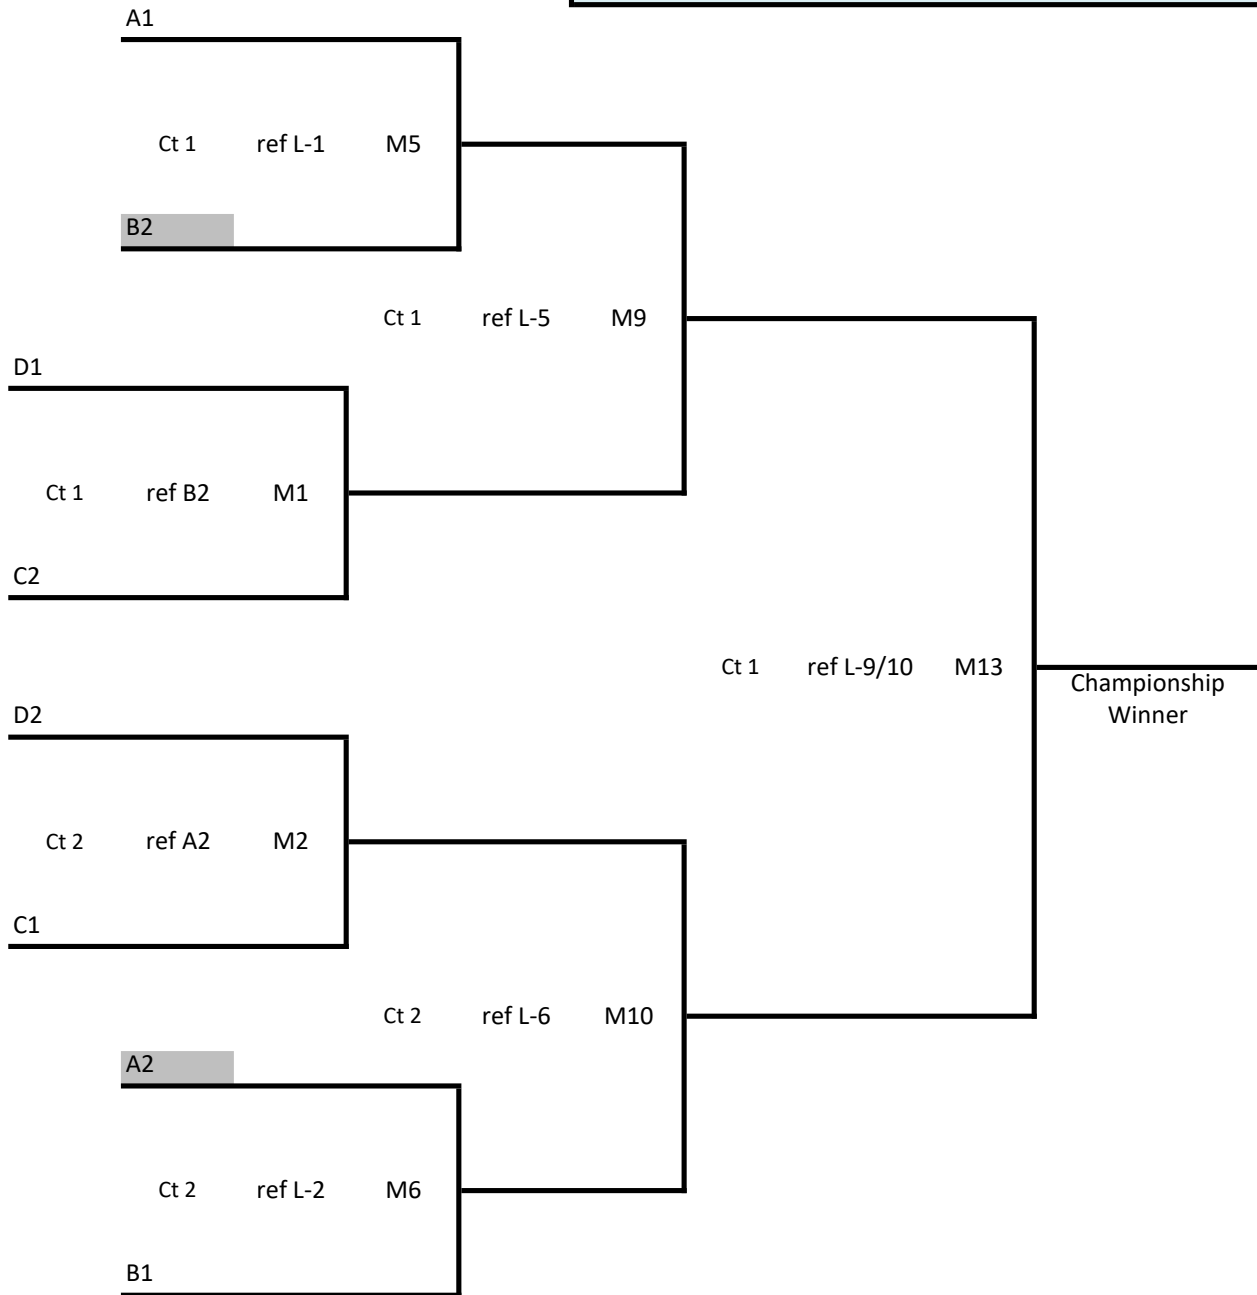 A1
Ct 1 ref L-1 M5
B2
Ct 1 ref L-5 M9
D1
Ct 1 ref B2 M1
C2
Ct 1 ref L-9/10 M13
Championship
Winner
D2
Ct 2 ref A2 M2
C1
Ct 2 ref L-6 M10
A2
Ct 2 ref L-2 M6
B1